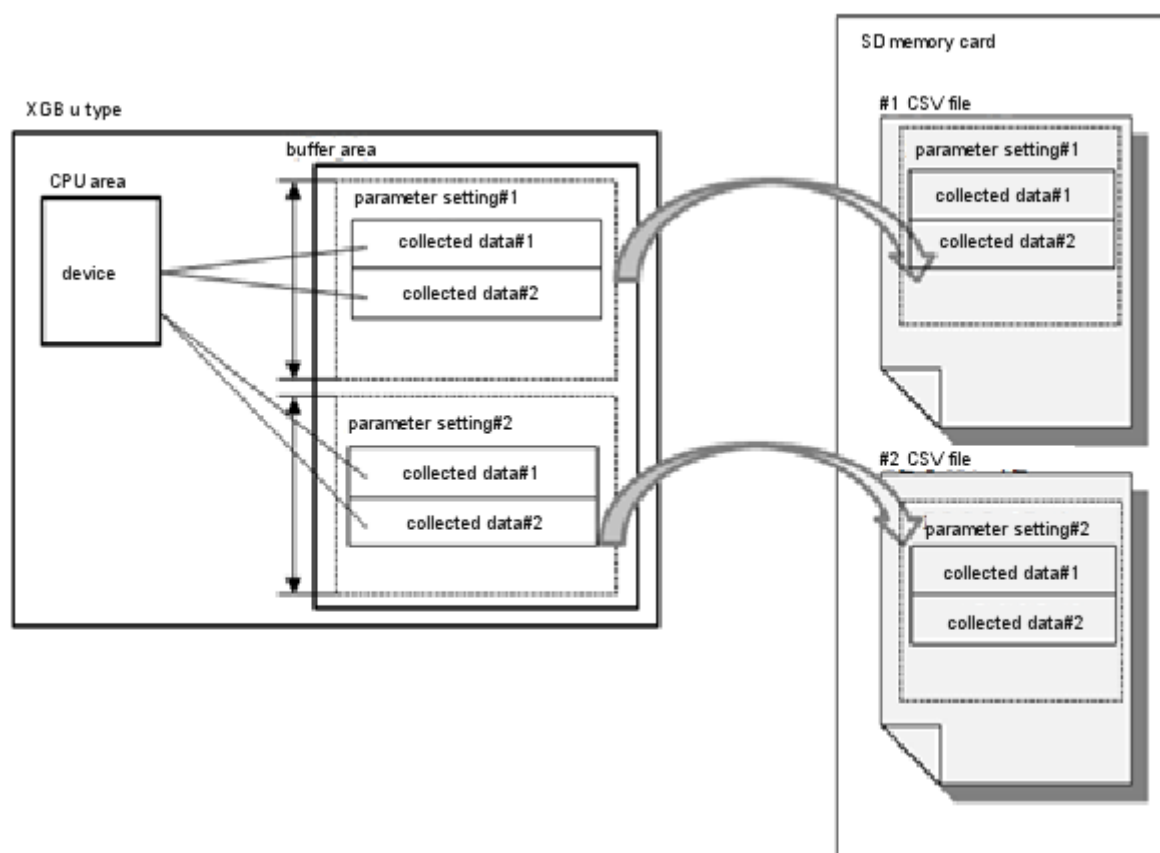 SD memory card
XGB u type
#1 CSV file
buffer area
parameter setting#1
CPU area
parameter setting#1
collected data#1
collected data#1
collected data#2
device
collected data#2
parameter setting#2
#2 CSV file
collected data#1
collected data#2
parameter setting#2
collected data#1
collected data#2